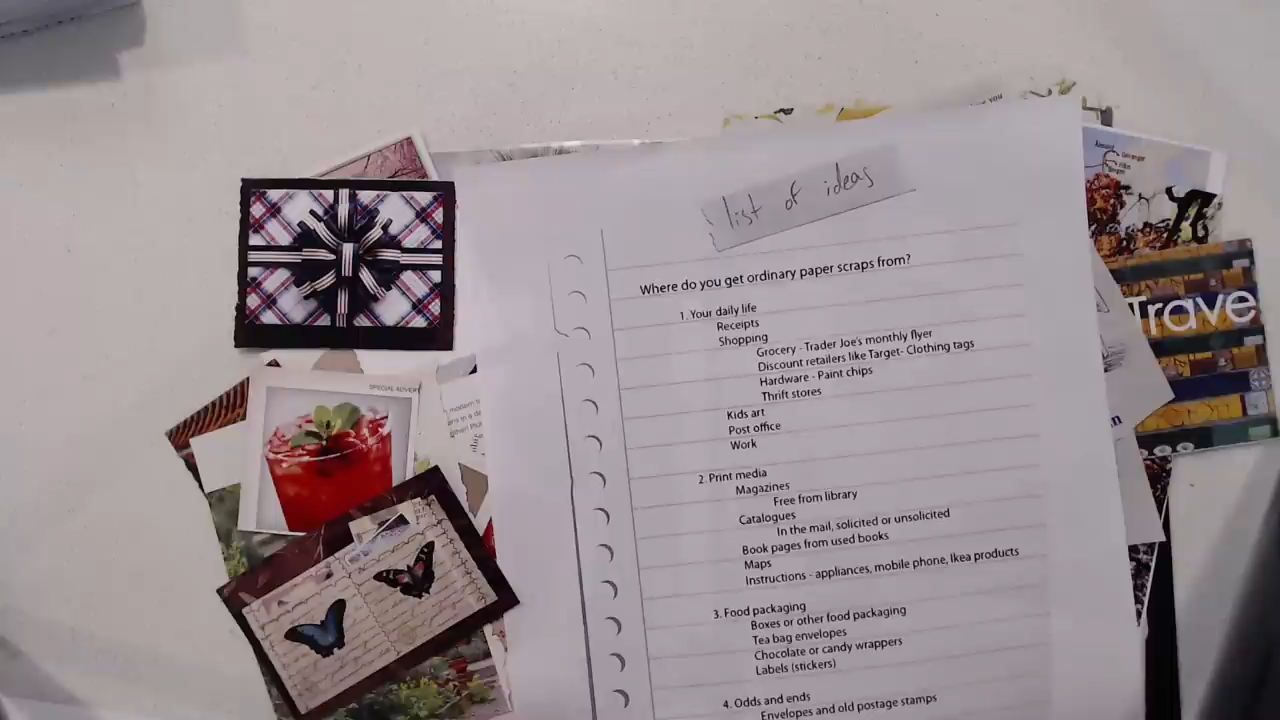 list of ideas
Where do you get ordinary paper scraps from?
1. Your daily life
Receipts
Shopping
Grocery - Trader Joe's monthly flyer
Discount retailers like Target- Clothing tags
Hardware - Paint chips
Thrift stores
Kids art
Post office
Work
2. Print media
Magazines
Free from library
Catalogues
In the mail, solicited or unsolicited
Book pages from used books
Maps
Instructions - appliances, mobile phone, Ikea products
3. Food packaging
Boxes or other food packaging
Tea bag envelopes
Chocolate or candy wrappers
Labels (stickers)
4. Odds and ends
Envelopes and old postage stamps
SPECIAL ADVER
Trave